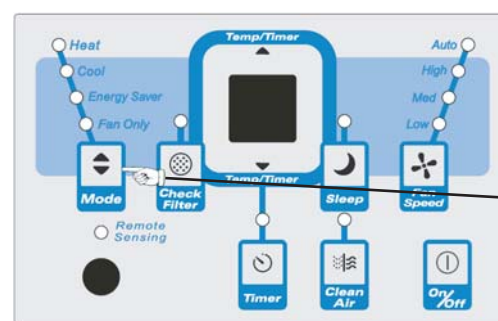 Temp/Timer
Heat
Auto
Cool
High
Energy Saver
Med
Fan Only
Low
Temp/Timer
Mode
Check
Filter
Sleep
Fan
Speed
Remote
Sensing
Timer
Clean
Air
On/Off